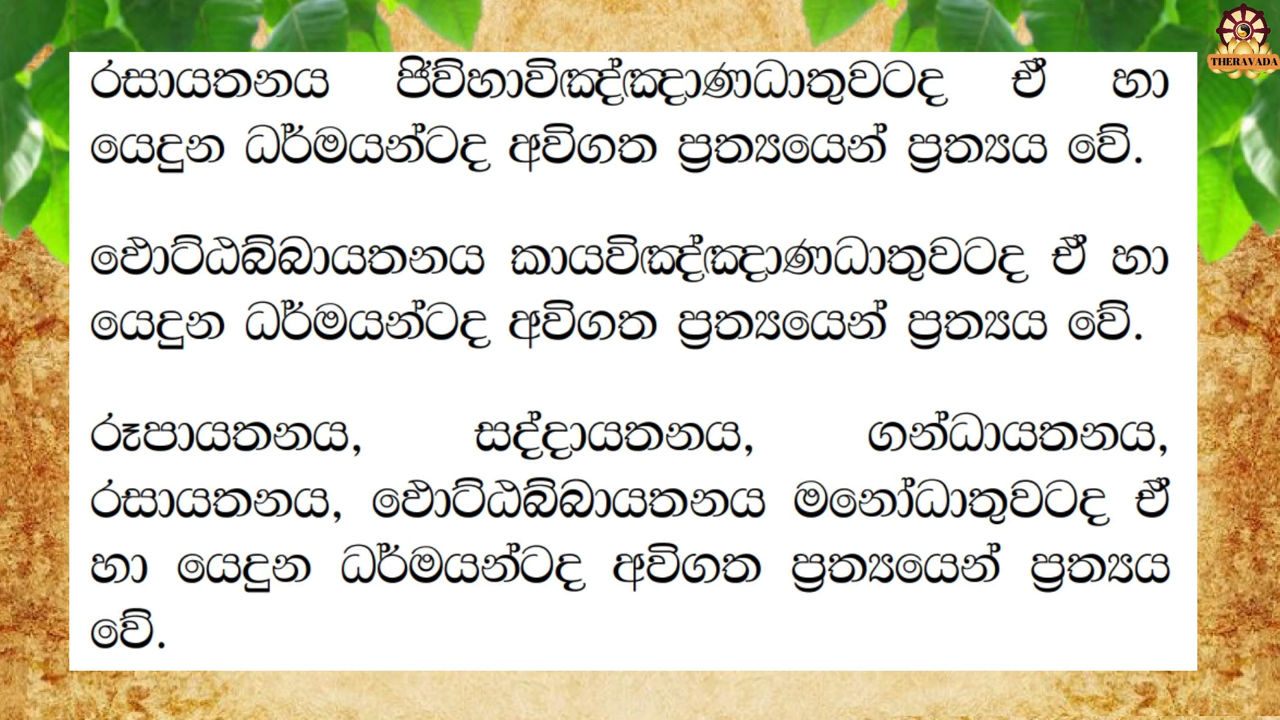 THERAVADA
රසායතනය ජිව්හාවිඤ්ඤාණධාතුවටද ඒ හා
යෙදුන ධර්මයන්ටද අවිගත ප්‍රත්‍යයෙන් ප්‍රත්‍යය වේ.
ඵොට්ඨබ්බායතනය කායවිඤ්ඤාණධාතුවටද ඒ හා
යෙදුන ධර්මයන්ටද අවිගත ප්‍රත්‍යයෙන් ප්‍රත්‍යය වේ.
රූපායතනය, සද්දායතනය, ගන්ධායතනය,
රසායතනය, ඵොට්ඨබ්බායතනය මනෝධාතුවටද ඒ
හා යෙදුන ධර්මයන්ටද අවිගත ප්‍රත්‍යයෙන් ප්‍රත්‍යය
වේ.